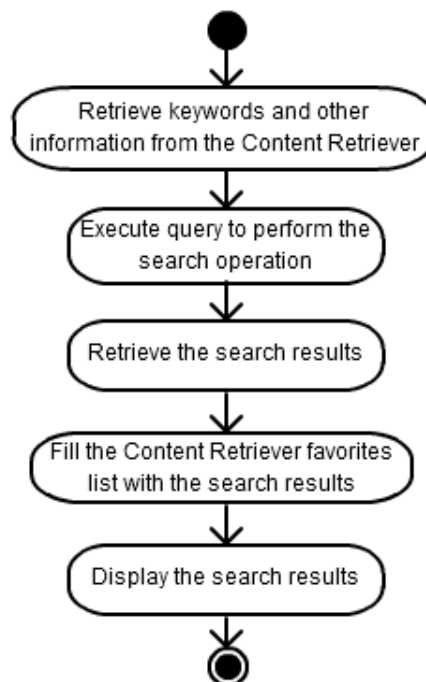 Retrieve keywords and other
information from the Content Retriever
Execute query to perform the
search operation
Retrieve the search results
Fill the Content Retriever favorites
list with the search results
Display the search results